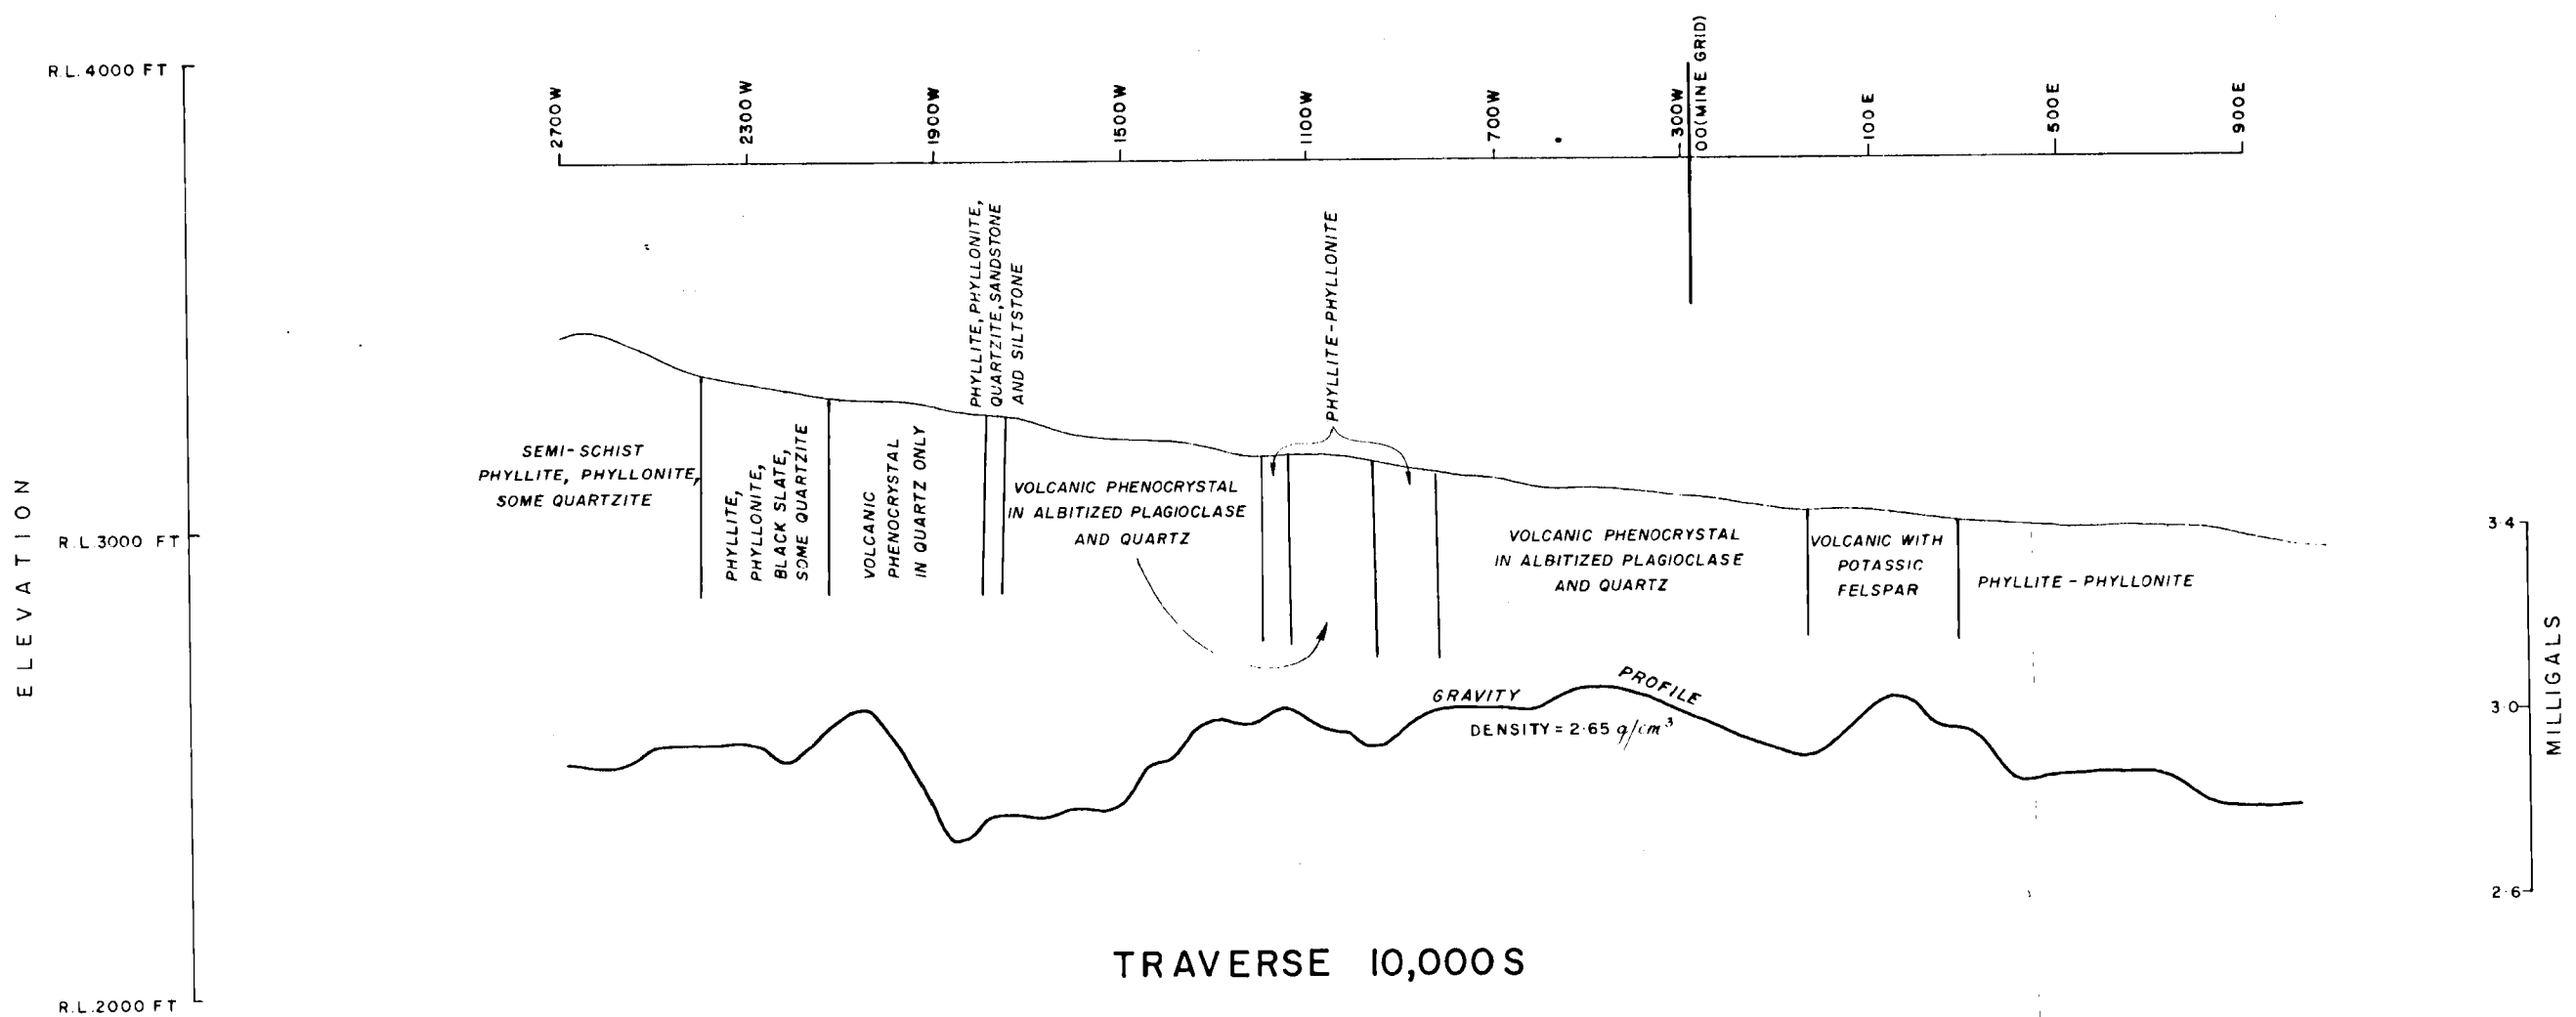 R.L. 4000 FT
2700W
2300W
1900W
1500W
1100W
700W
300W
00(MINE GRID)
100E
500E
900E
PHYLLITE, PHYLLONITE,
QUARTZITE, SANDSTONE
AND SILTSTONE
PHYLLITE-PHYLLONITE
SEMI-SCHIST
PHYLLITE, PHYLLONITE,
SOME QUARTZITE
PHYLLITE,
PHYLLONITE,
BLACK SLATE,
SOME QUARTZITE
VOLCANIC
PHENOCRYSTAL
IN QUARTZ ONLY
VOLCANIC PHENOCRYSTAL
IN ALBITIZED PLAGIOCLASE
AND QUARTZ
VOLCANIC PHENOCRYSTAL
IN ALBITIZED PLAGIOCLASE
AND QUARTZ
VOLCANIC WITH
POTASSIC
FELSPAR
PHYLLITE - PHYLLONITE
ELEVATION
R.L. 3000 FT
3·4
3·0
2·6
MILLIGALS
GRAVITY PROFILE
DENSITY = 2·65 g/cm³
TRAVERSE 10,000S
R.L. 2000 FT